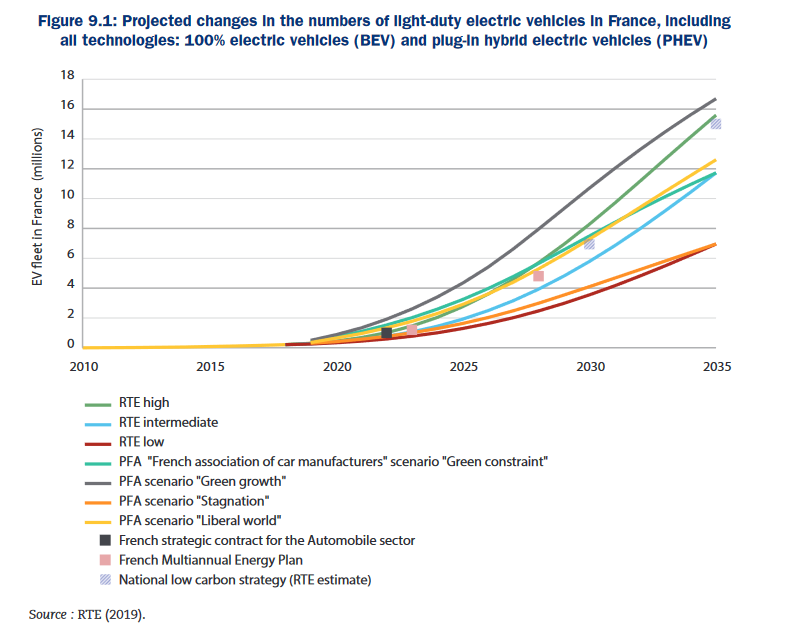 Figure 9.1: Projected changes in the numbers of light-duty electric vehicles in France, including
all technologies: 100% electric vehicles (BEV) and plug-in hybrid electric vehicles (PHEV)
EV fleet in France (millions)
18
16
14
12
10
8
6
4
2
0
2010 2015 2020 2025 2030 2035
RTE high
RTE intermediate
RTE low
PFA "French association of car manufacturers" scenario "Green constraint"
PFA scenario "Green growth"
PFA scenario "Stagnation"
PFA scenario "Liberal world"
French strategic contract for the Automobile sector
French Multiannual Energy Plan
National low carbon strategy (RTE estimate)
Source : RTE (2019).